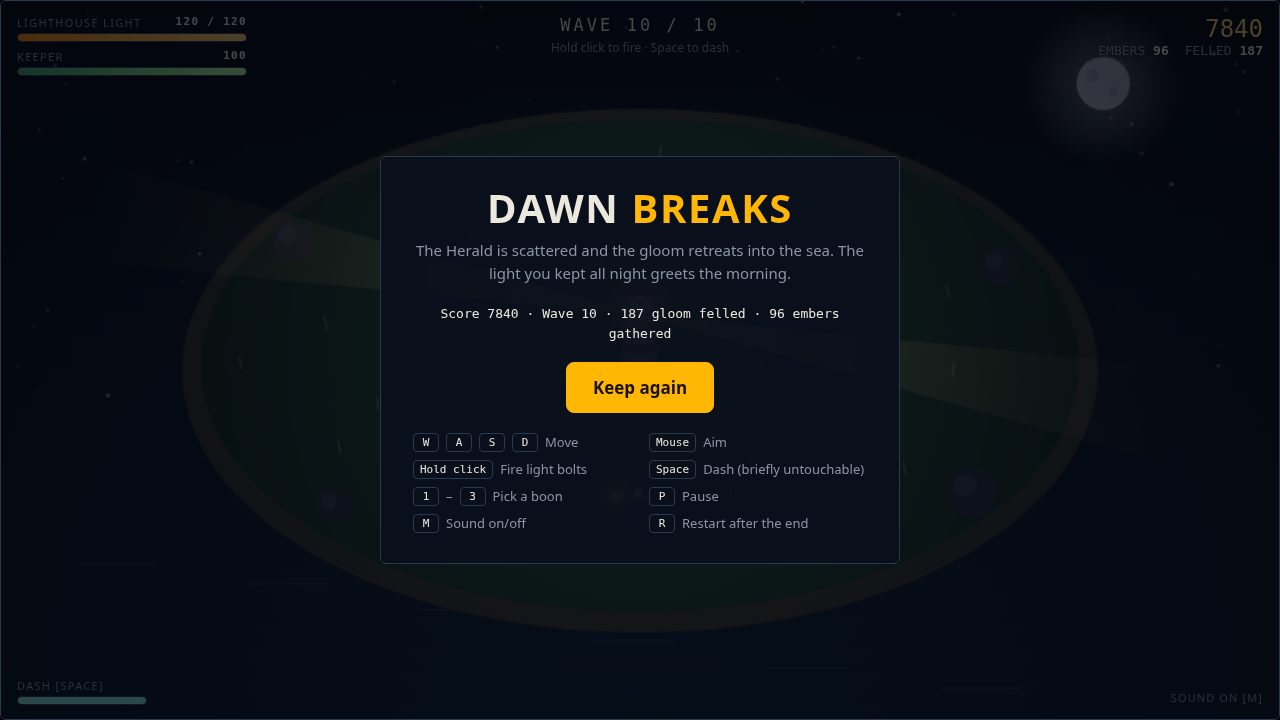 LIGHTHOUSE LIGHT 120 / 120
KEEPER 100
WAVE 10 / 10
Hold click to fire · Space to dash
7840
EMBERS 96 FELLED 187
DAWN BREAKS
The Herald is scattered and the gloom retreats into the sea. The
light you kept all night greets the morning.
Score 7840 · Wave 10 · 187 gloom felled · 96 embers
gathered
Keep again
W A S D Move
Mouse Aim
Hold click Fire light bolts
Space Dash (briefly untouchable)
1 – 3 Pick a boon
P Pause
M Sound on/off
R Restart after the end
DASH [SPACE]
SOUND ON [M]